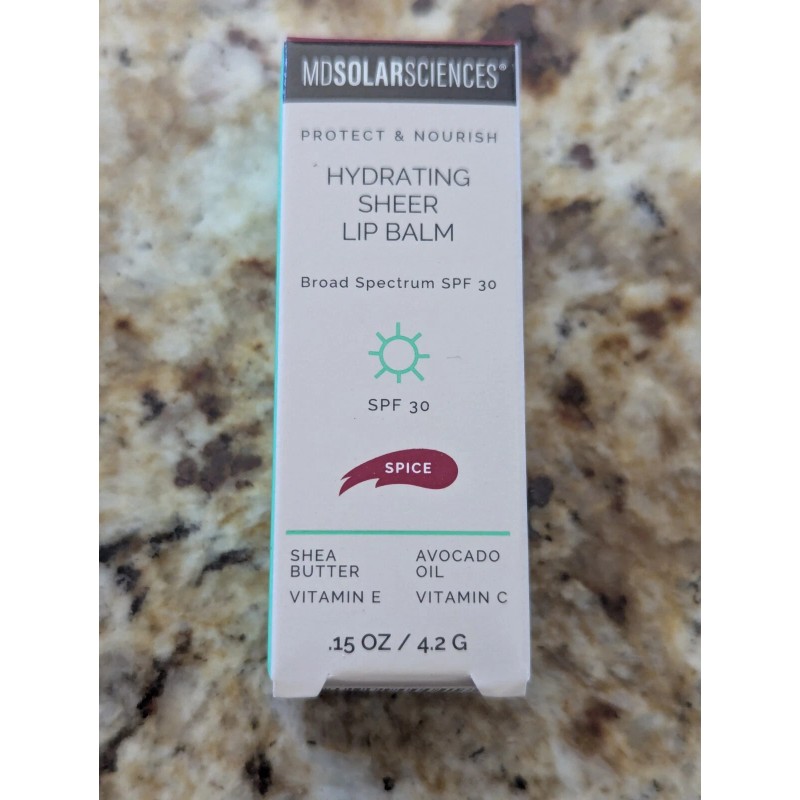 MDSOLARSCIENCES®
PROTECT & NOURISH
HYDRATING
SHEER
LIP BALM
Broad Spectrum SPF 30
SPF 30
SPICE
SHEA BUTTER
AVOCADO OIL
VITAMIN E
VITAMIN C
.15 OZ / 4.2 G